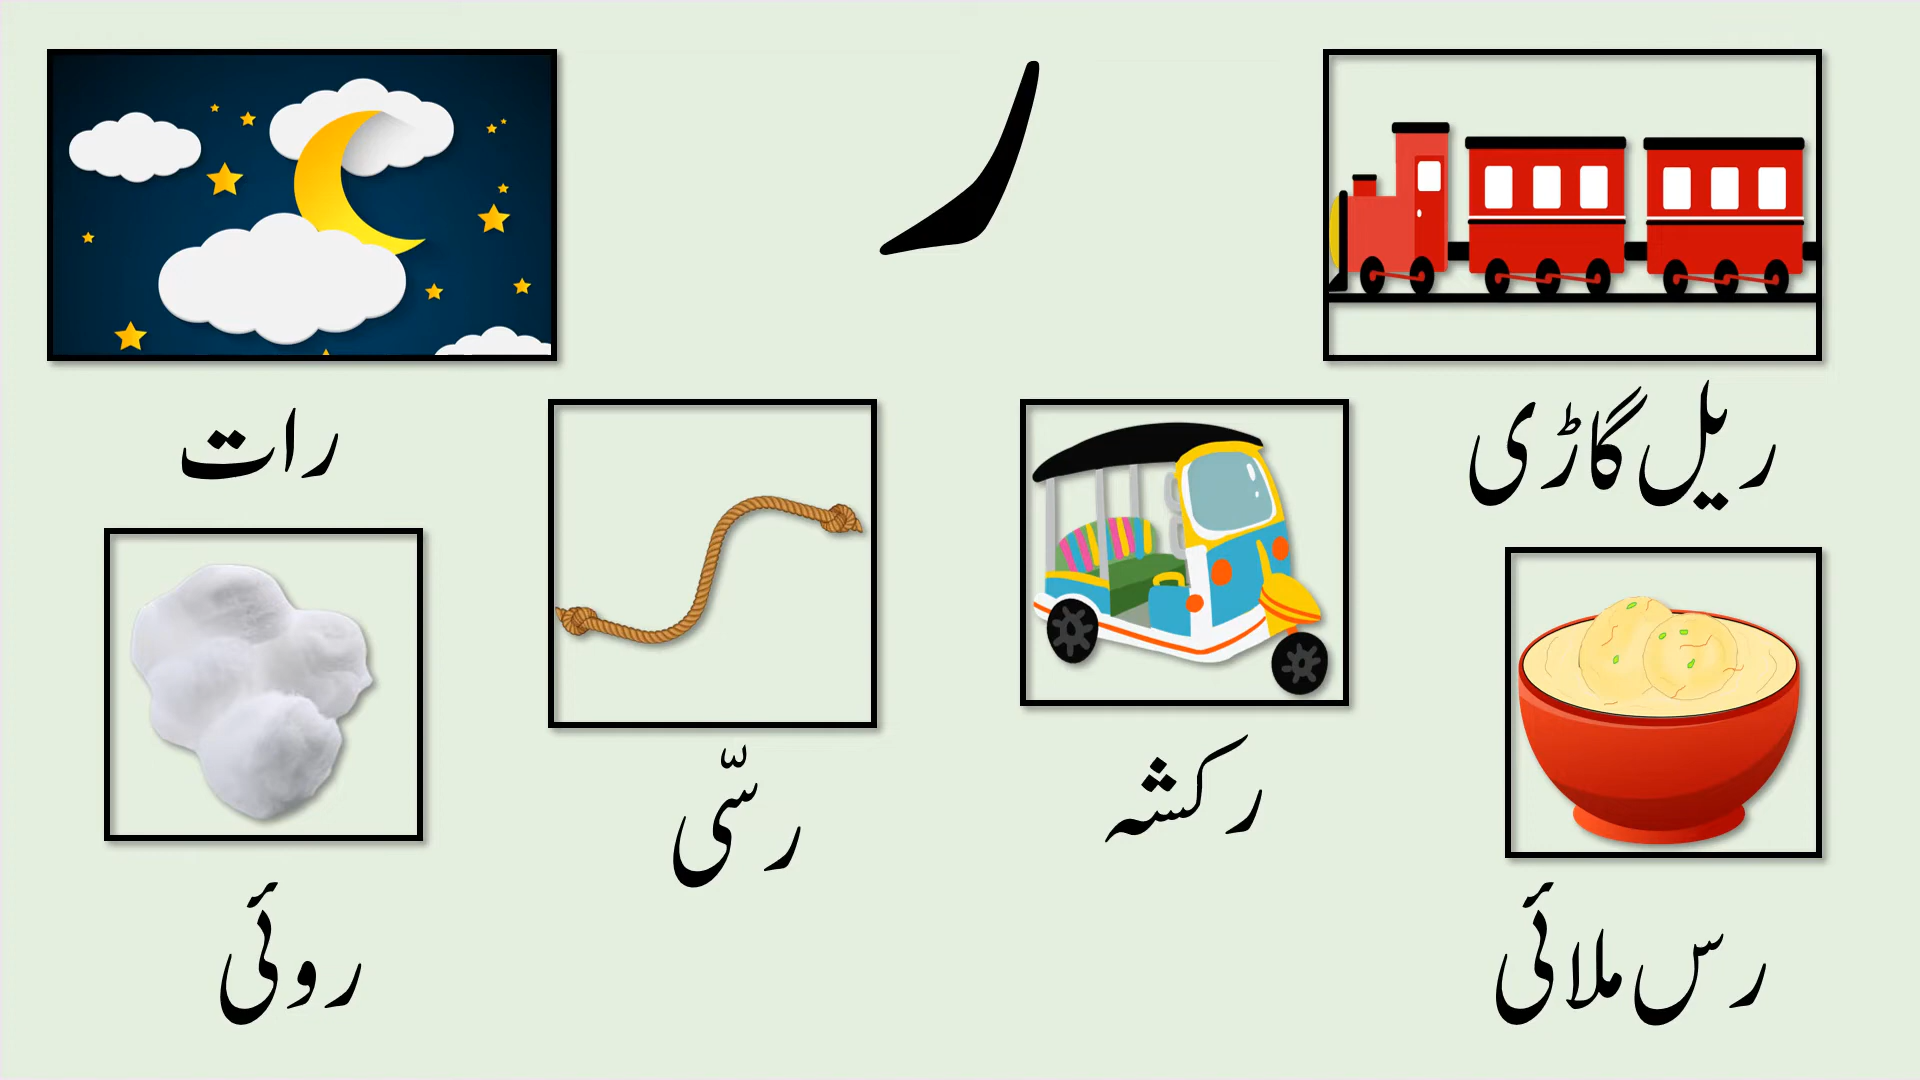 ر
ریل گاڑی
رات
رکشہ
رسّی
رس ملائی
روئی